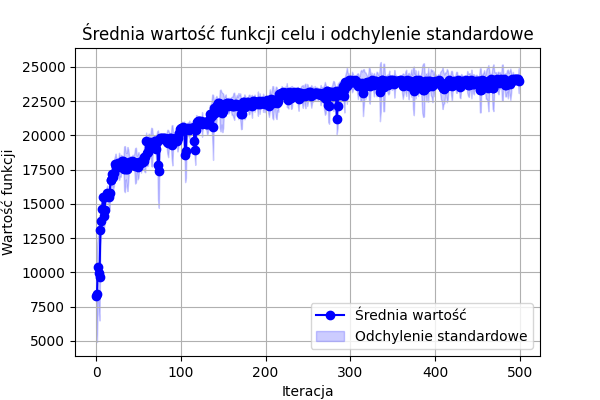 Średnia wartość funkcji celu i odchylenie standardowe
25000
22500
20000
17500
15000
12500
10000
7500
5000
Wartość funkcji
Średnia wartość
Odchylenie standardowe
0 100 200 300 400 500
Iteracja